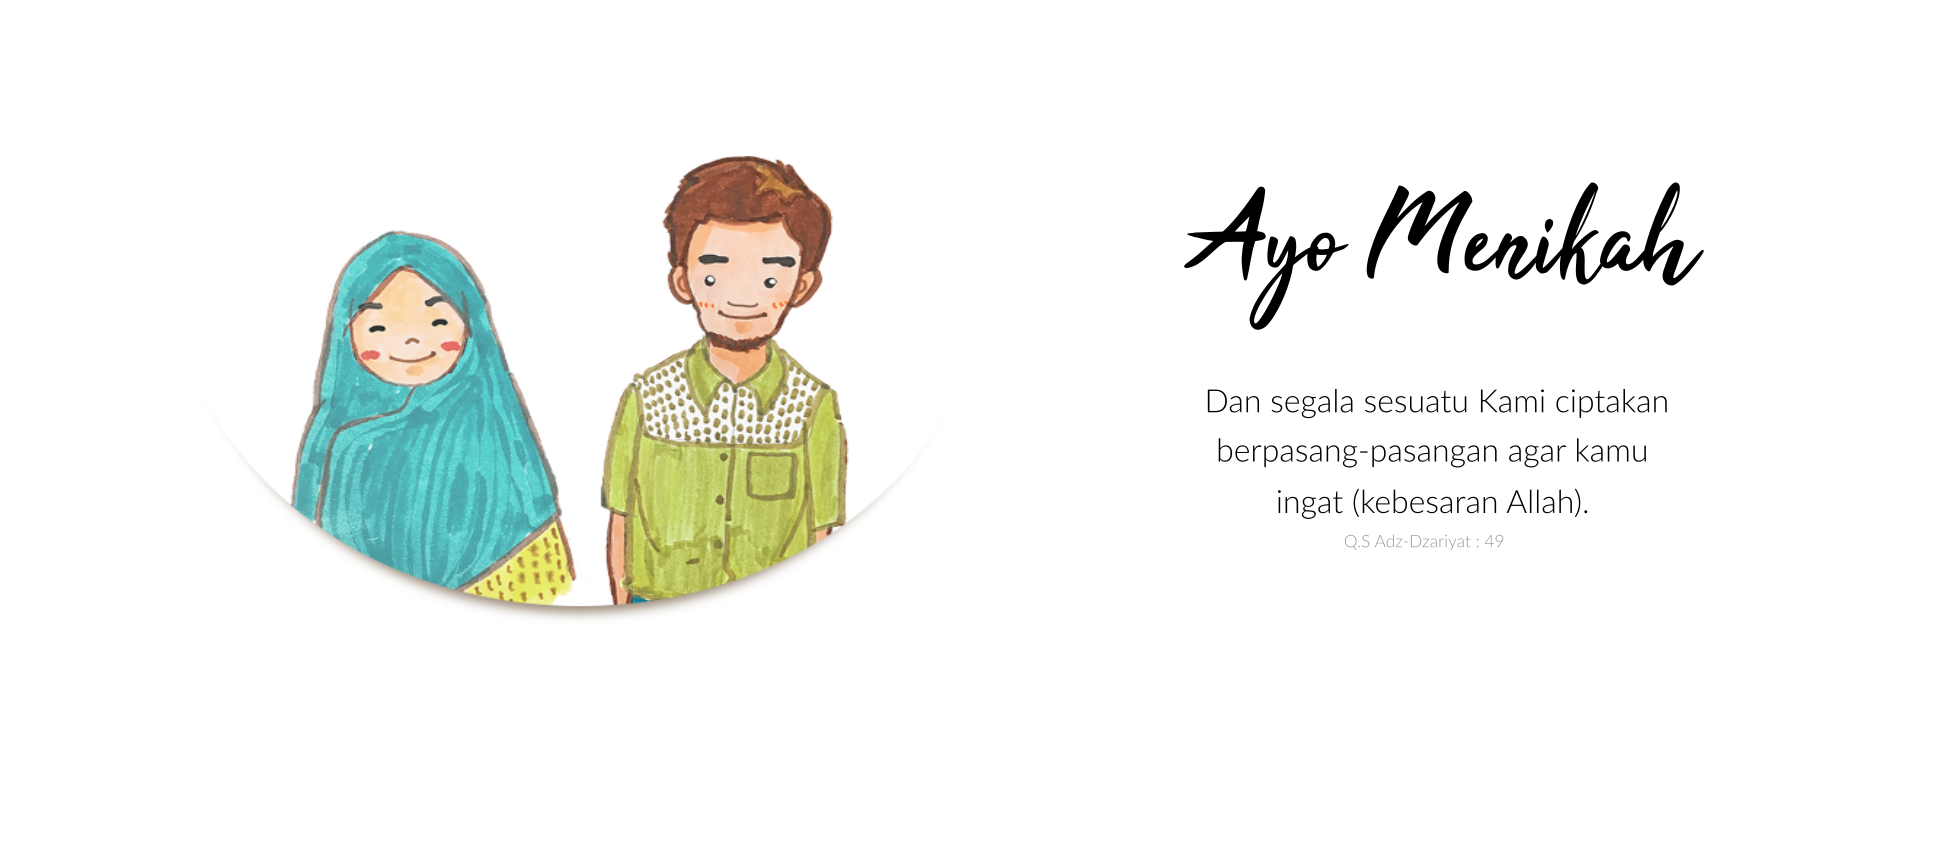 Ayo Menikah
Dan segala sesuatu Kami ciptakan
berpasang-pasangan agar kamu
ingat (kebesaran Allah).
Q.S Adz-Dzariyat : 49